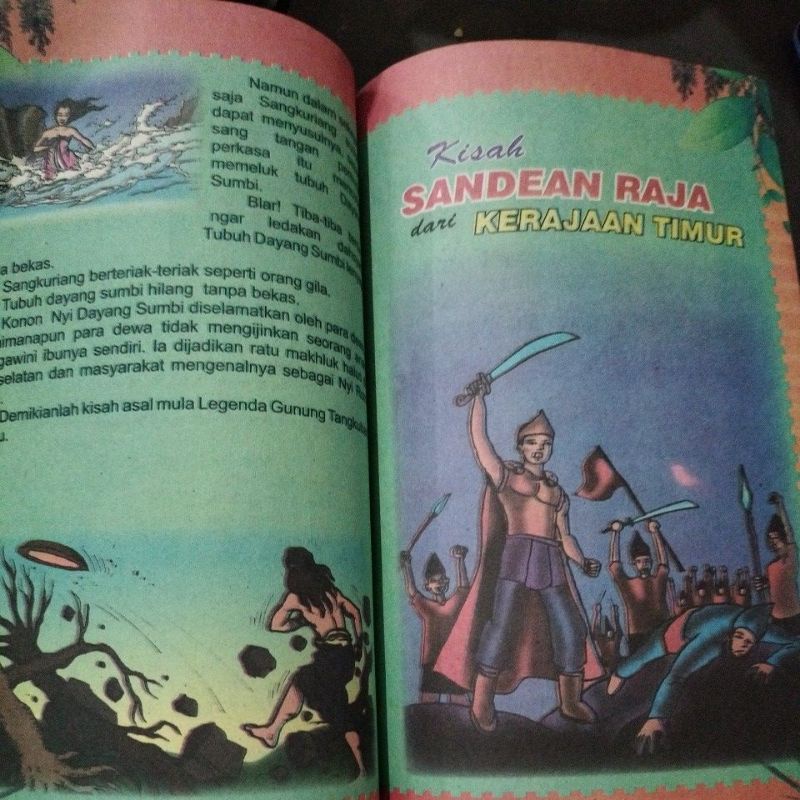 Namun dalam
saja Sangkuriang
dapat menyusulnya
sang tangan
perkasa itu
memeluk tubuh
Sumbi.
Blar! Tiba-tiba
ngar ledakan
Tubuh Dayang Sumbi
a bekas.
Sangkuriang berteriak-teriak seperti orang gila.
Tubuh dayang sumbi hilang tanpa bekas.
Konon Nyi Dayang Sumbi diselamatkan oleh para
imanapun para dewa tidak mengijinkan seorang
gawini ibunya sendiri. Ia dijadikan ratu makhluk
selatan dan masyarakat mengenalnya sebagai Nyi
Demikianlah kisah asal mula Legenda Gunung
u.
Kisah
SANDEAN RAJA
dari KERAJAAN TIMUR